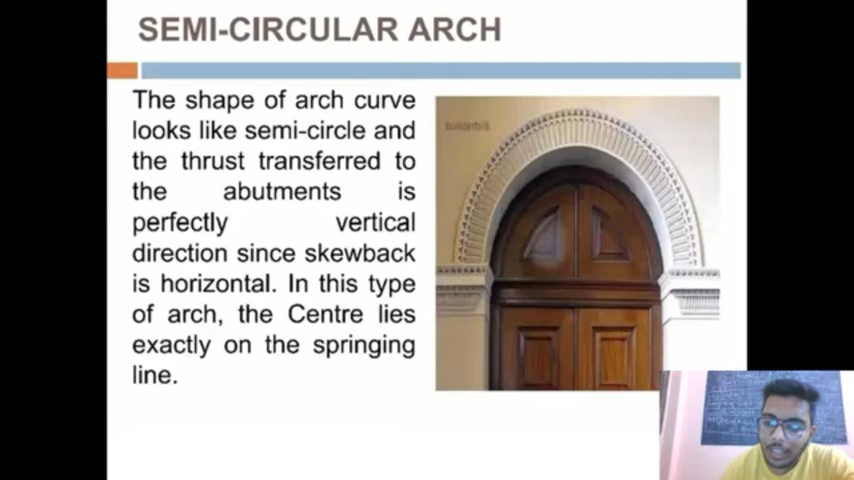 SEMI-CIRCULAR ARCH
The shape of arch curve
looks like semi-circle and
the thrust transferred to
the abutments is
perfectly vertical
direction since skewback
is horizontal. In this type
of arch, the Centre lies
exactly on the springing
line.